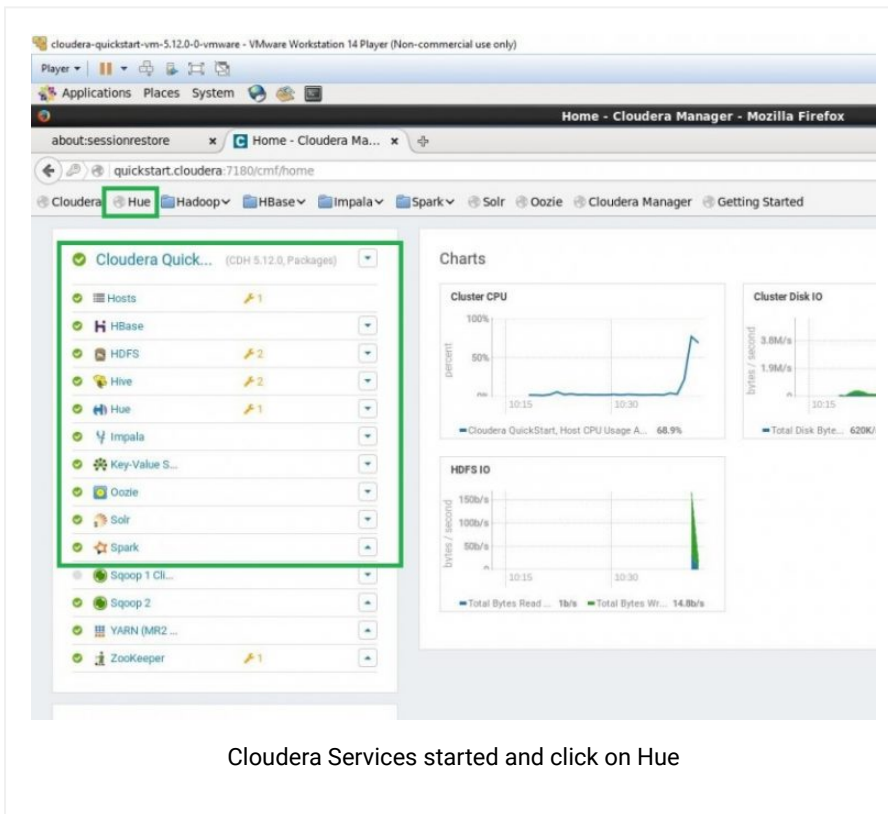 cloudera-quickstart-vm-5.12.0-0-vmware - VMware Workstation 14 Player (Non-commercial use only)
Player
Applications Places System
Home - Cloudera Manager - Mozilla Firefox
about:sessionrestore Home - Cloudera Ma...
quickstart.cloudera:7180/cmf/home
Cloudera Hue Hadoop HBase Impala Spark Solr Oozie Cloudera Manager Getting Started
Cloudera Quick... (CDH 5.12.0, Packages)
Hosts 1
HBase
HDFS 2
Hive 2
Hue 1
Impala
Key-Value S...
Oozie
Solr
Spark
Sqoop 1 Cli...
Sqoop 2
YARN (MR2 ...
ZooKeeper 1
Charts
Cluster CPU
percent
100%
50%
0%
10:15 10:30
Cloudera QuickStart, Host CPU Usage A... 68.9%
Cluster Disk IO
bytes / second
3.8M/s
1.9M/s
0
10:15
Total Disk Byte... 620K/
HDFS IO
bytes / second
150b/s
100b/s
50b/s
0
10:15 10:30
Total Bytes Read ... 1b/s Total Bytes Wr... 14.8b/s
Cloudera Services started and click on Hue